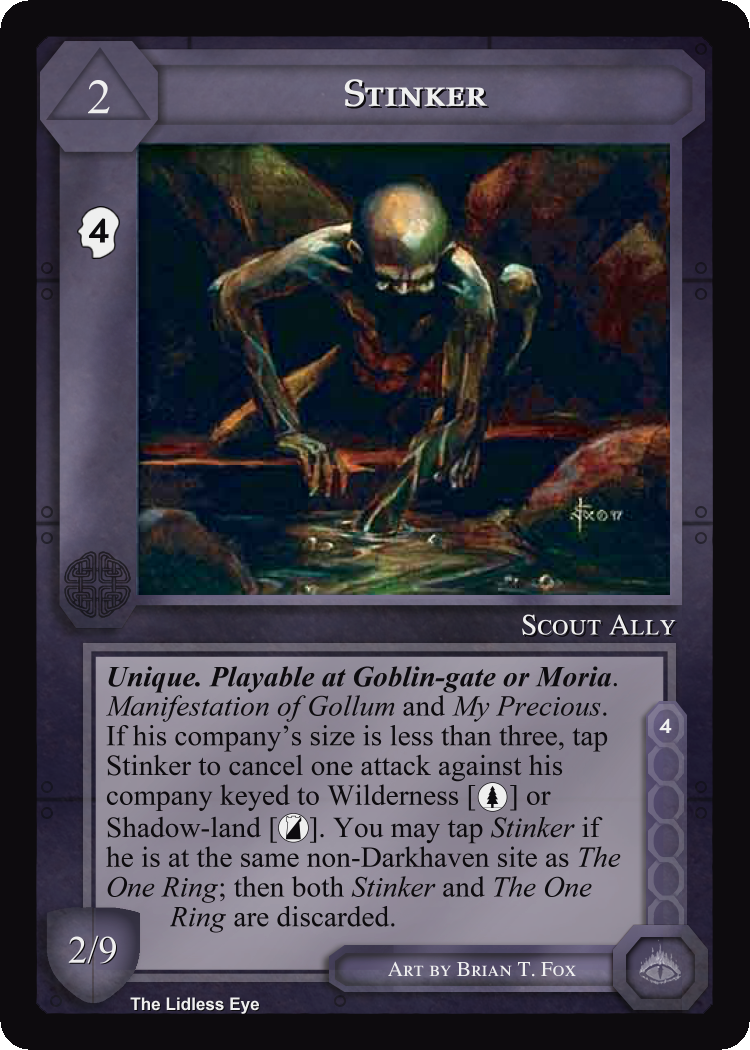 2
STINKER
4
SCOUT ALLY
Unique. Playable at Goblin-gate or Moria.
Manifestation of Gollum and My Precious.
If his company's size is less than three, tap
Stinker to cancel one attack against his
company keyed to Wilderness [ ] or
Shadow-land [ ]. You may tap Stinker if
he is at the same non-Darkhaven site as The
One Ring; then both Stinker and The One
Ring are discarded.
4
2/9
ART BY BRIAN T. FOX
The Lidless Eye